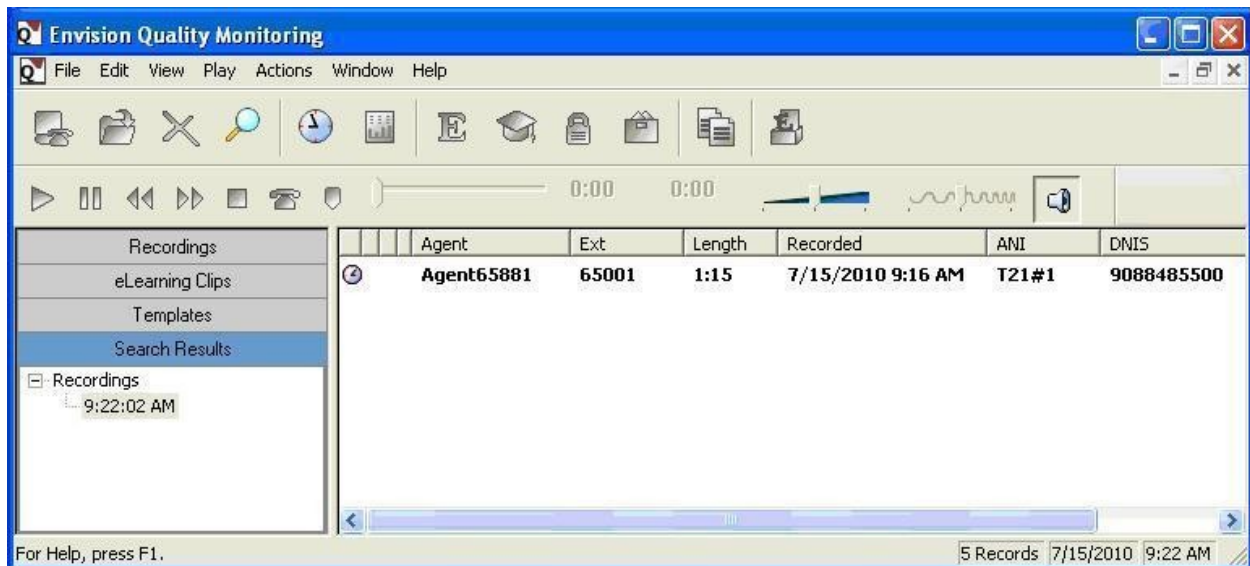 Envision Quality Monitoring
File Edit View Play Actions Window Help
E
0:00 0:00
Recordings
eLearning Clips
Templates
Search Results
Recordings
9:22:02 AM
Agent Ext Length Recorded ANI DNIS
Agent65881 65001 1:15 7/15/2010 9:16 AM T21#1 9088485500
For Help, press F1.
5 Records 7/15/2010 9:22 AM